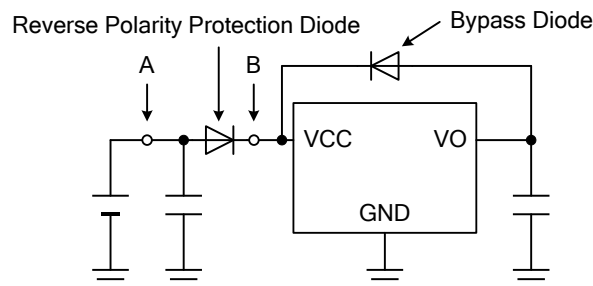 Reverse Polarity Protection Diode
Bypass Diode
A
B
VCC
VO
GND